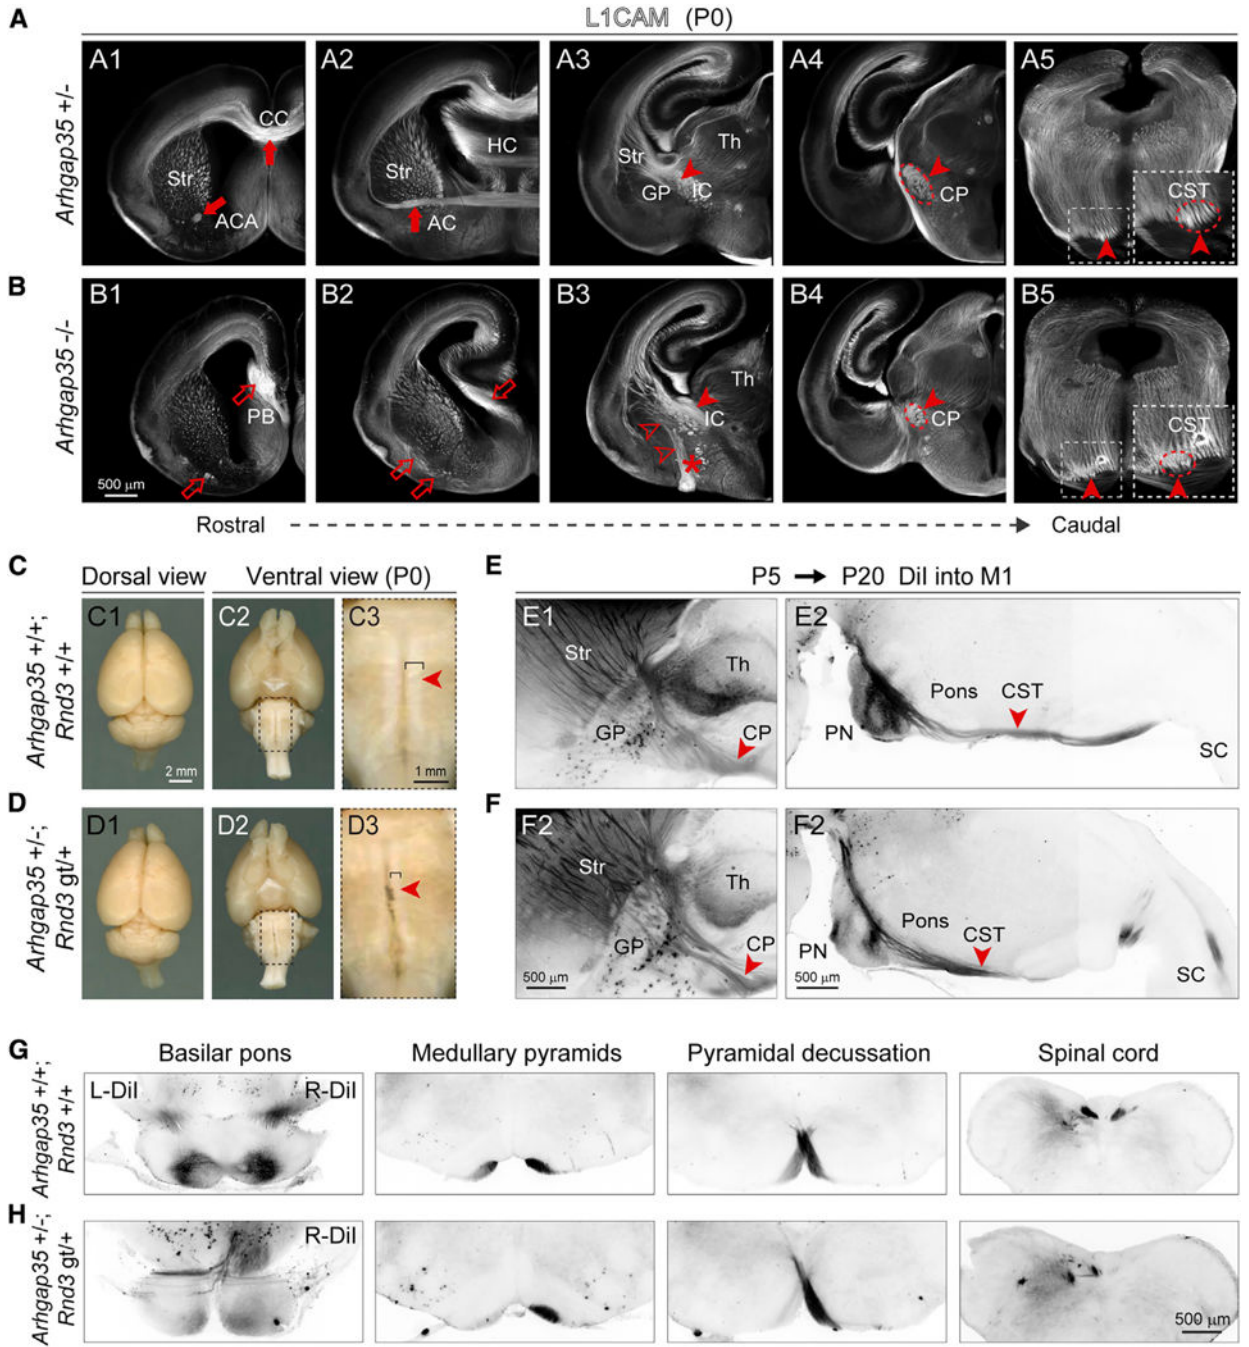 A
L1CAM (P0)
Arhgap35 +/-
A1
CC
Str
ACA
A2
HC
Str
AC
A3
Str
Th
GP
IC
A4
CP
A5
CST
B
Arhgap35 -/-
B1
PB
500 μm
B2
B3
Th
IC
*
B4
CP
B5
CST
Rostral
Caudal
C
Dorsal view
Ventral view (P0)
Arhgap35 +/+;
Rnd3 +/+
C1
2 mm
C2
C3
1 mm
D
Arhgap35 +/-;
Rnd3 gt/+
D1
D2
D3
E
P5 → P20 DiI into M1
E1
Str
Th
GP
CP
E2
Pons
CST
PN
SC
F
F2
Str
Th
GP
CP
500 μm
F2
Pons
CST
PN
SC
500 μm
G
Basilar pons
Medullary pyramids
Pyramidal decussation
Spinal cord
Arhgap35 +/+;
Rnd3 +/+
L-DiI
R-DiI
H
Arhgap35 +/-;
Rnd3 gt/+
R-DiI
500 μm